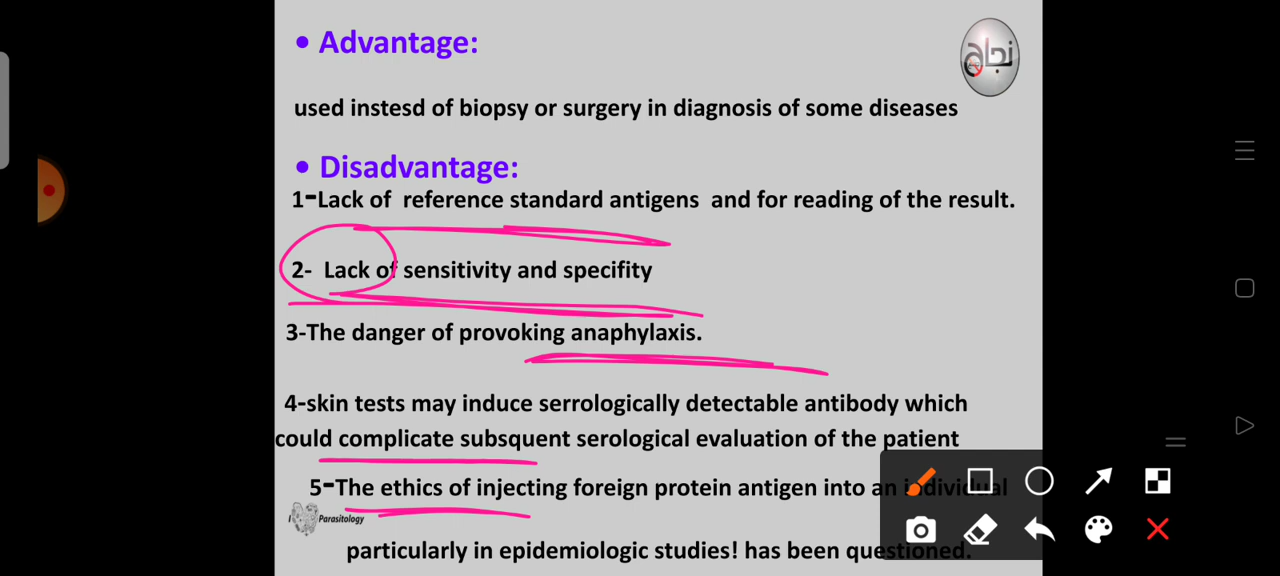 • Advantage:
نجاح
used instesd of biopsy or surgery in diagnosis of some diseases
• Disadvantage:
1-Lack of reference standard antigens and for reading of the result.
2- Lack of sensitivity and specifity
3-The danger of provoking anaphylaxis.
4-skin tests may induce serrologically detectable antibody which
could complicate subsquent serological evaluation of the patient
5-The ethics of injecting foreign protein antigen into an individual
I Parasitology
particularly in epidemiologic studies! has been questioned.